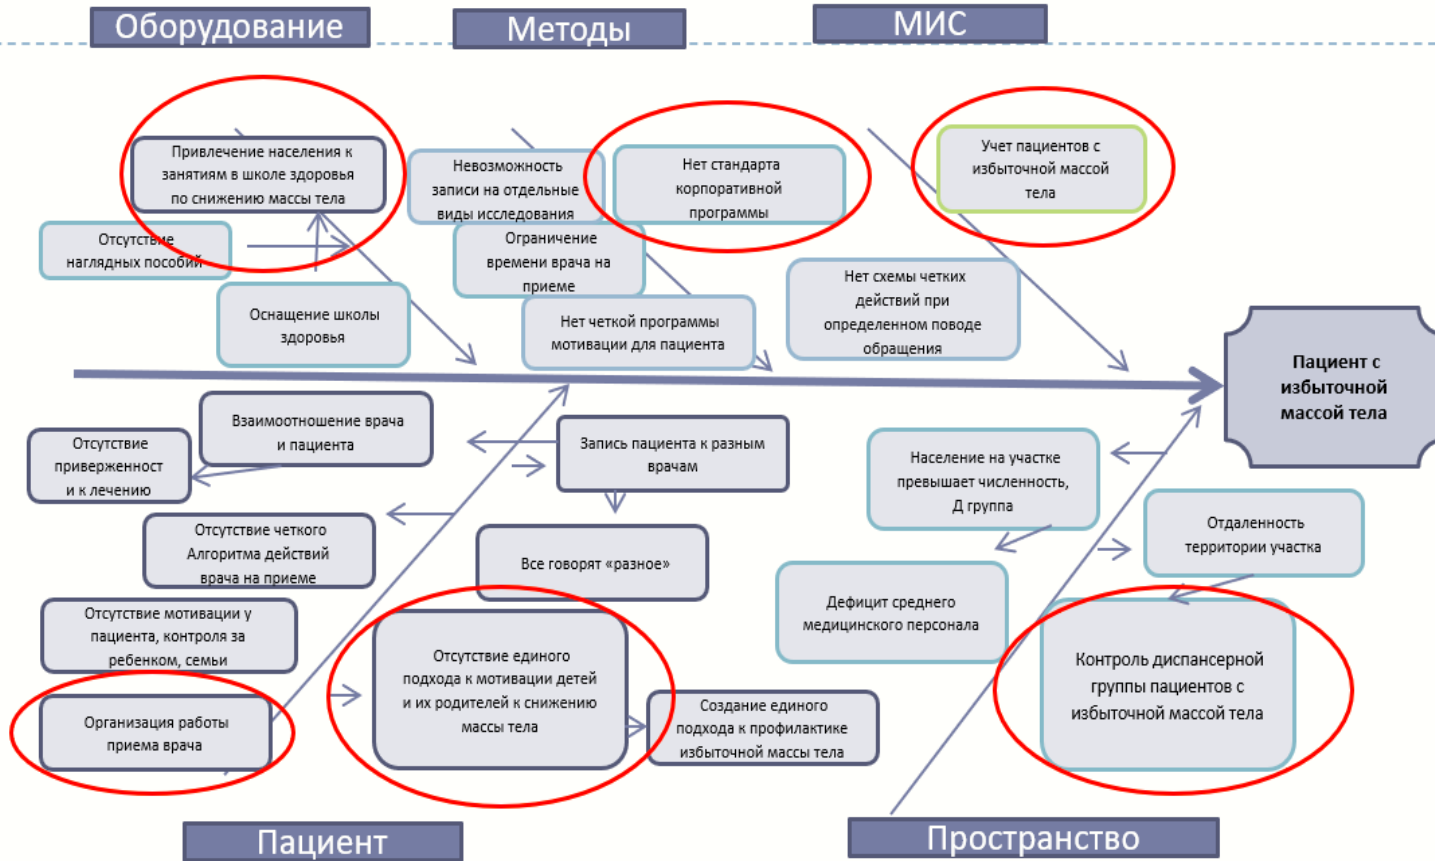 Оборудование
Методы
МИС
Привлечение населения к
занятиям в школе здоровья
по снижению массы тела
Отсутствие
наглядных пособий
Оснащение школы
здоровья
Невозможность
записи на отдельные
виды исследования
Нет стандарта
корпоративной
программы
Ограничение
времени врача на
приеме
Нет четкой программы
мотивации для пациента
Учет пациентов с
избыточной массой
тела
Нет схемы четких
действий при
определенном поводе
обращения
Пациент с
избыточной
массой тела
Взаимоотношение врача
и пациента
Отсутствие
приверженност
и к лечению
Запись пациента к разным
врачам
Отсутствие четкого
Алгоритма действий
врача на приеме
Все говорят «разное»
Отсутствие мотивации у
пациента, контроля за
ребенком, семьи
Организация работы
приема врача
Отсутствие единого
подхода к мотивации детей
и их родителей к снижению
массы тела
Создание единого
подхода к профилактике
избыточной массы тела
Население на участке
превышает численность,
Д группа
Отдаленность
территории участка
Дефицит среднего
медицинского персонала
Контроль диспансерной
группы пациентов с
избыточной массой тела
Пациент
Пространство